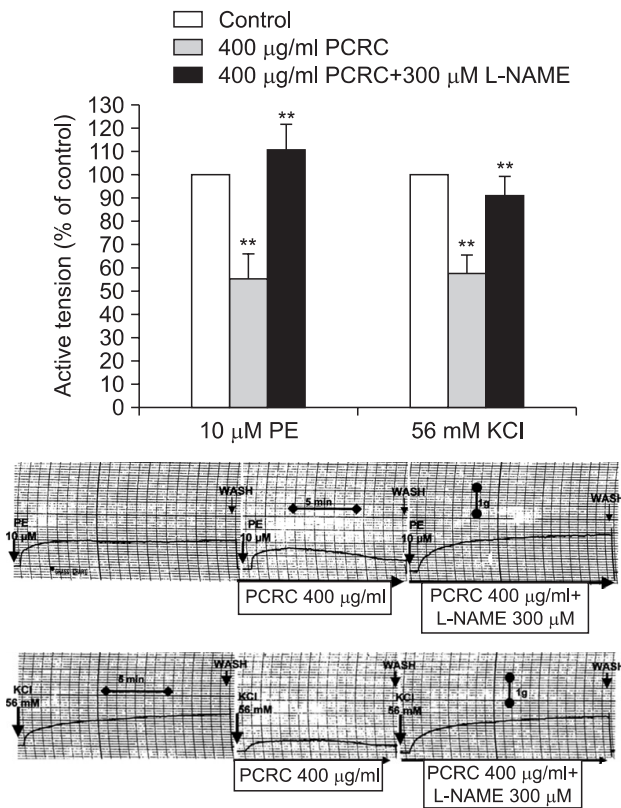 Control
400 µg/ml PCRC
400 µg/ml PCRC+300 µM L-NAME
Active tension (% of control)
130
120
110
100
90
80
70
60
50
40
30
20
10
0
**
**
**
**
10 µM PE
56 mM KCl
WASH
5 min
WASH
1g
WASH
PE
10 µM
PE
10 µM
PE
10 µM
PCRC 400 µg/ml
PCRC 400 µg/ml+
L-NAME 300 µM
WASH
5 min
WASH
1g
WASH
KCl
56 mM
KCl
56 mM
KCl
56 mM
PCRC 400 µg/ml
PCRC 400 µg/ml+
L-NAME 300 µM